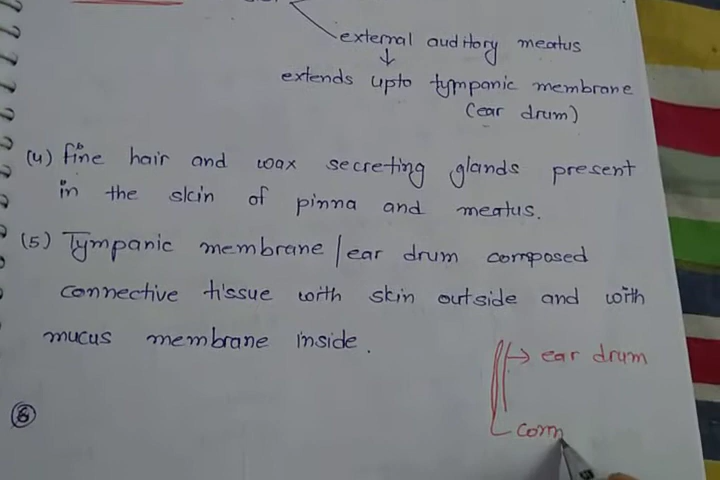 external auditory meatus
↓
extends upto tympanic membrane
(ear drum)
(4) fine hair and wax secreting glands present
in the skin of pinna and meatus.
(5) Tympanic membrane/ear drum composed
connective tissue with skin outside and with
mucus membrane inside.
→ ear drum
(6)
conn